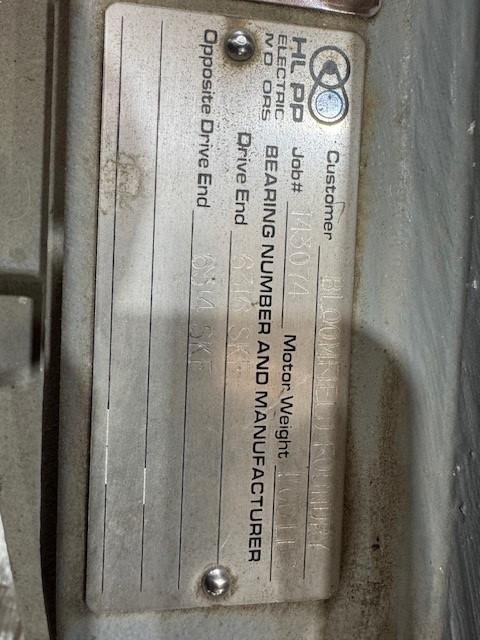 HLPP
ELECTRIC
MOTORS
Customer BLOOMFIELD FOUNDRY
Job# 143074 Motor Weight
BEARING NUMBER AND MANUFACTURER
Drive End SKF
Opposite Drive End 6314 SKF